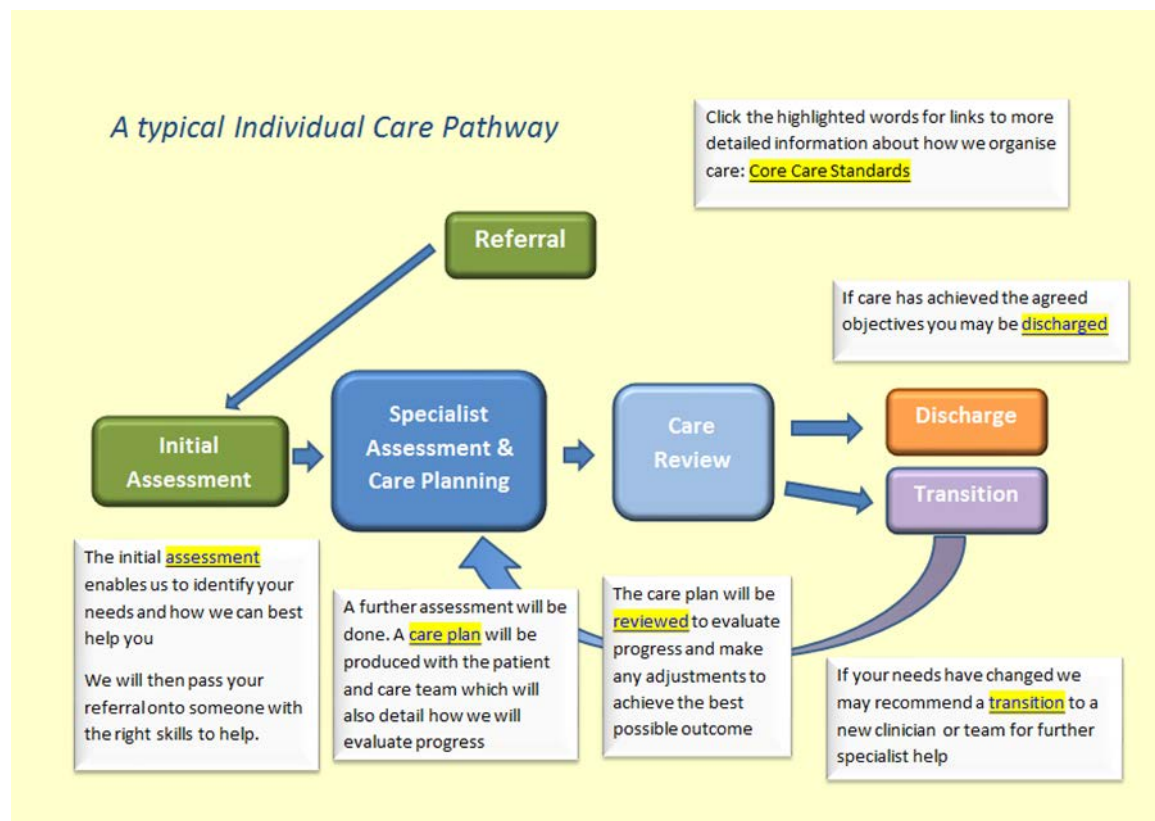 A typical Individual Care Pathway
Click the highlighted words for links to more
detailed information about how we organise
care: Core Care Standards
Referral
If care has achieved the agreed
objectives you may be discharged
Initial
Assessment
Specialist
Assessment &
Care Planning
Care
Review
Discharge
Transition
The initial assessment
enables us to identify your
needs and how we can best
help you
We will then pass your
referral onto someone with
the right skills to help.
A further assessment will be
done. A care plan will be
produced with the patient
and care team which will
also detail how we will
evaluate progress
The care plan will be
reviewed to evaluate
progress and make
any adjustments to
achieve the best
possible outcome
If your needs have changed we
may recommend a transition to a
new clinician or team for further
specialist help